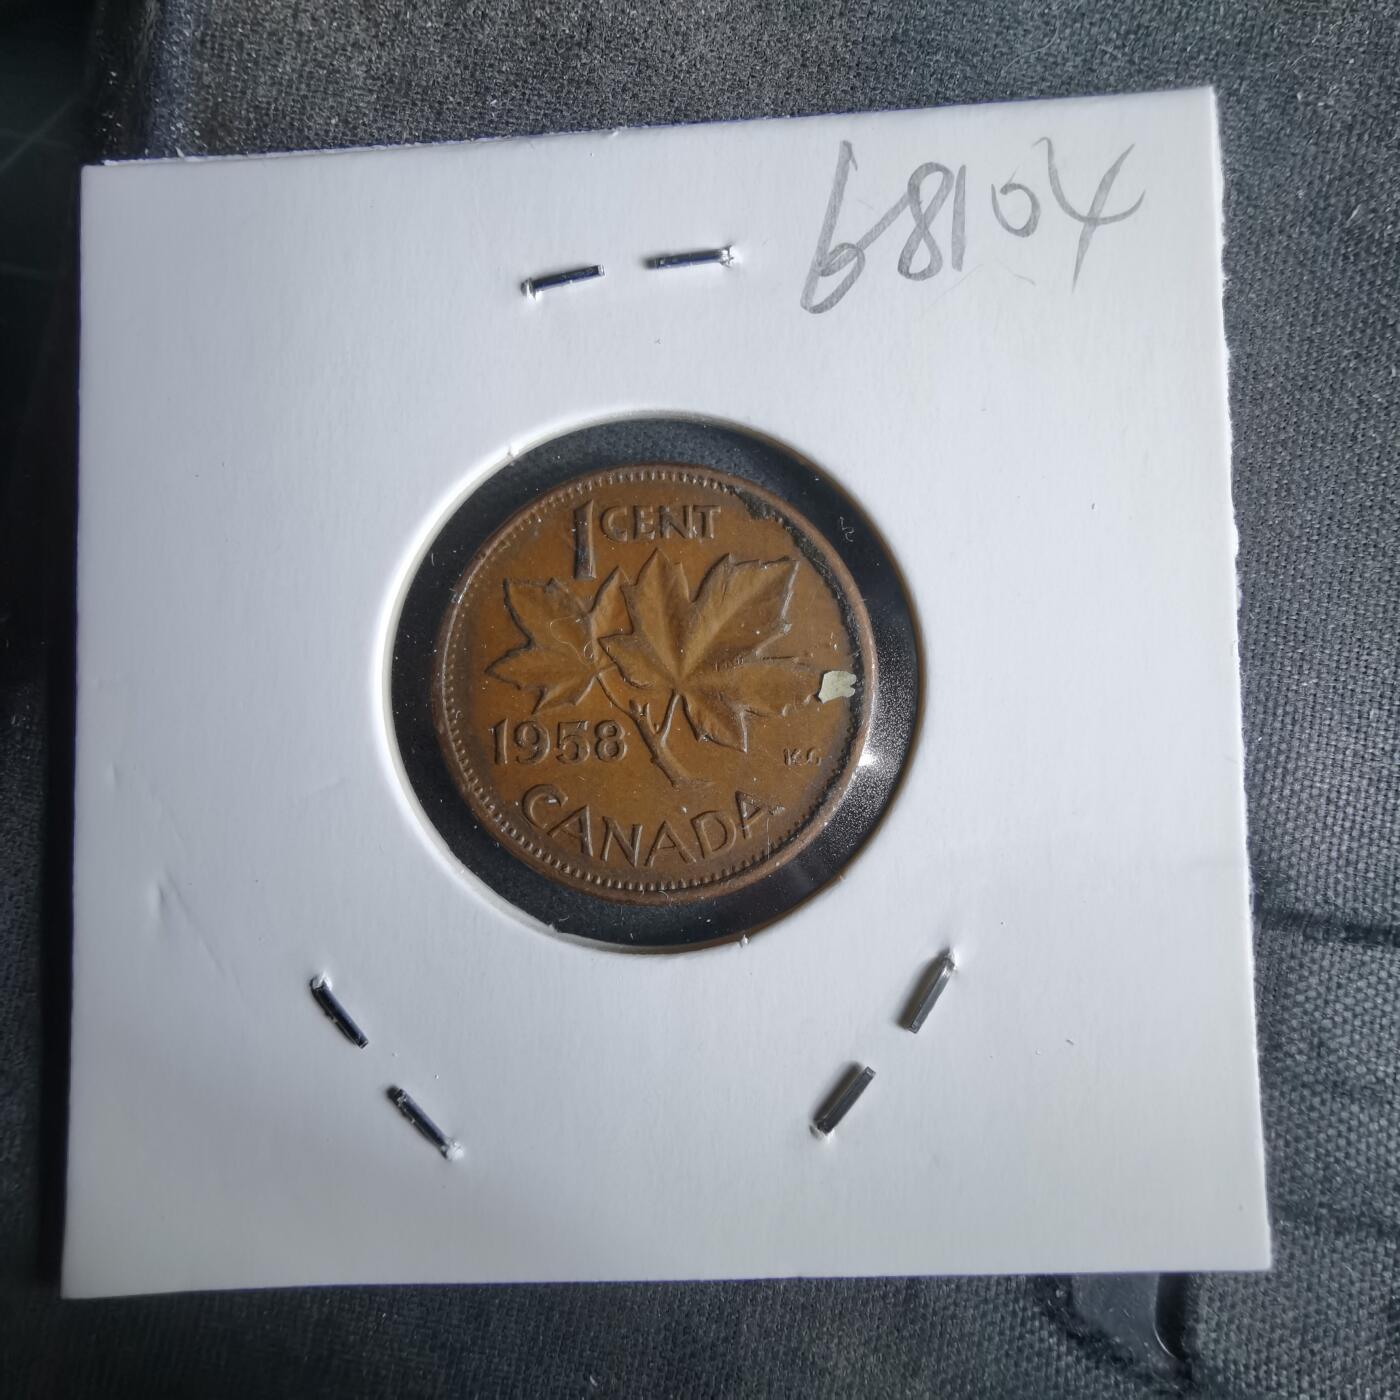 68104
1 CENT
1958
KG
CANADA